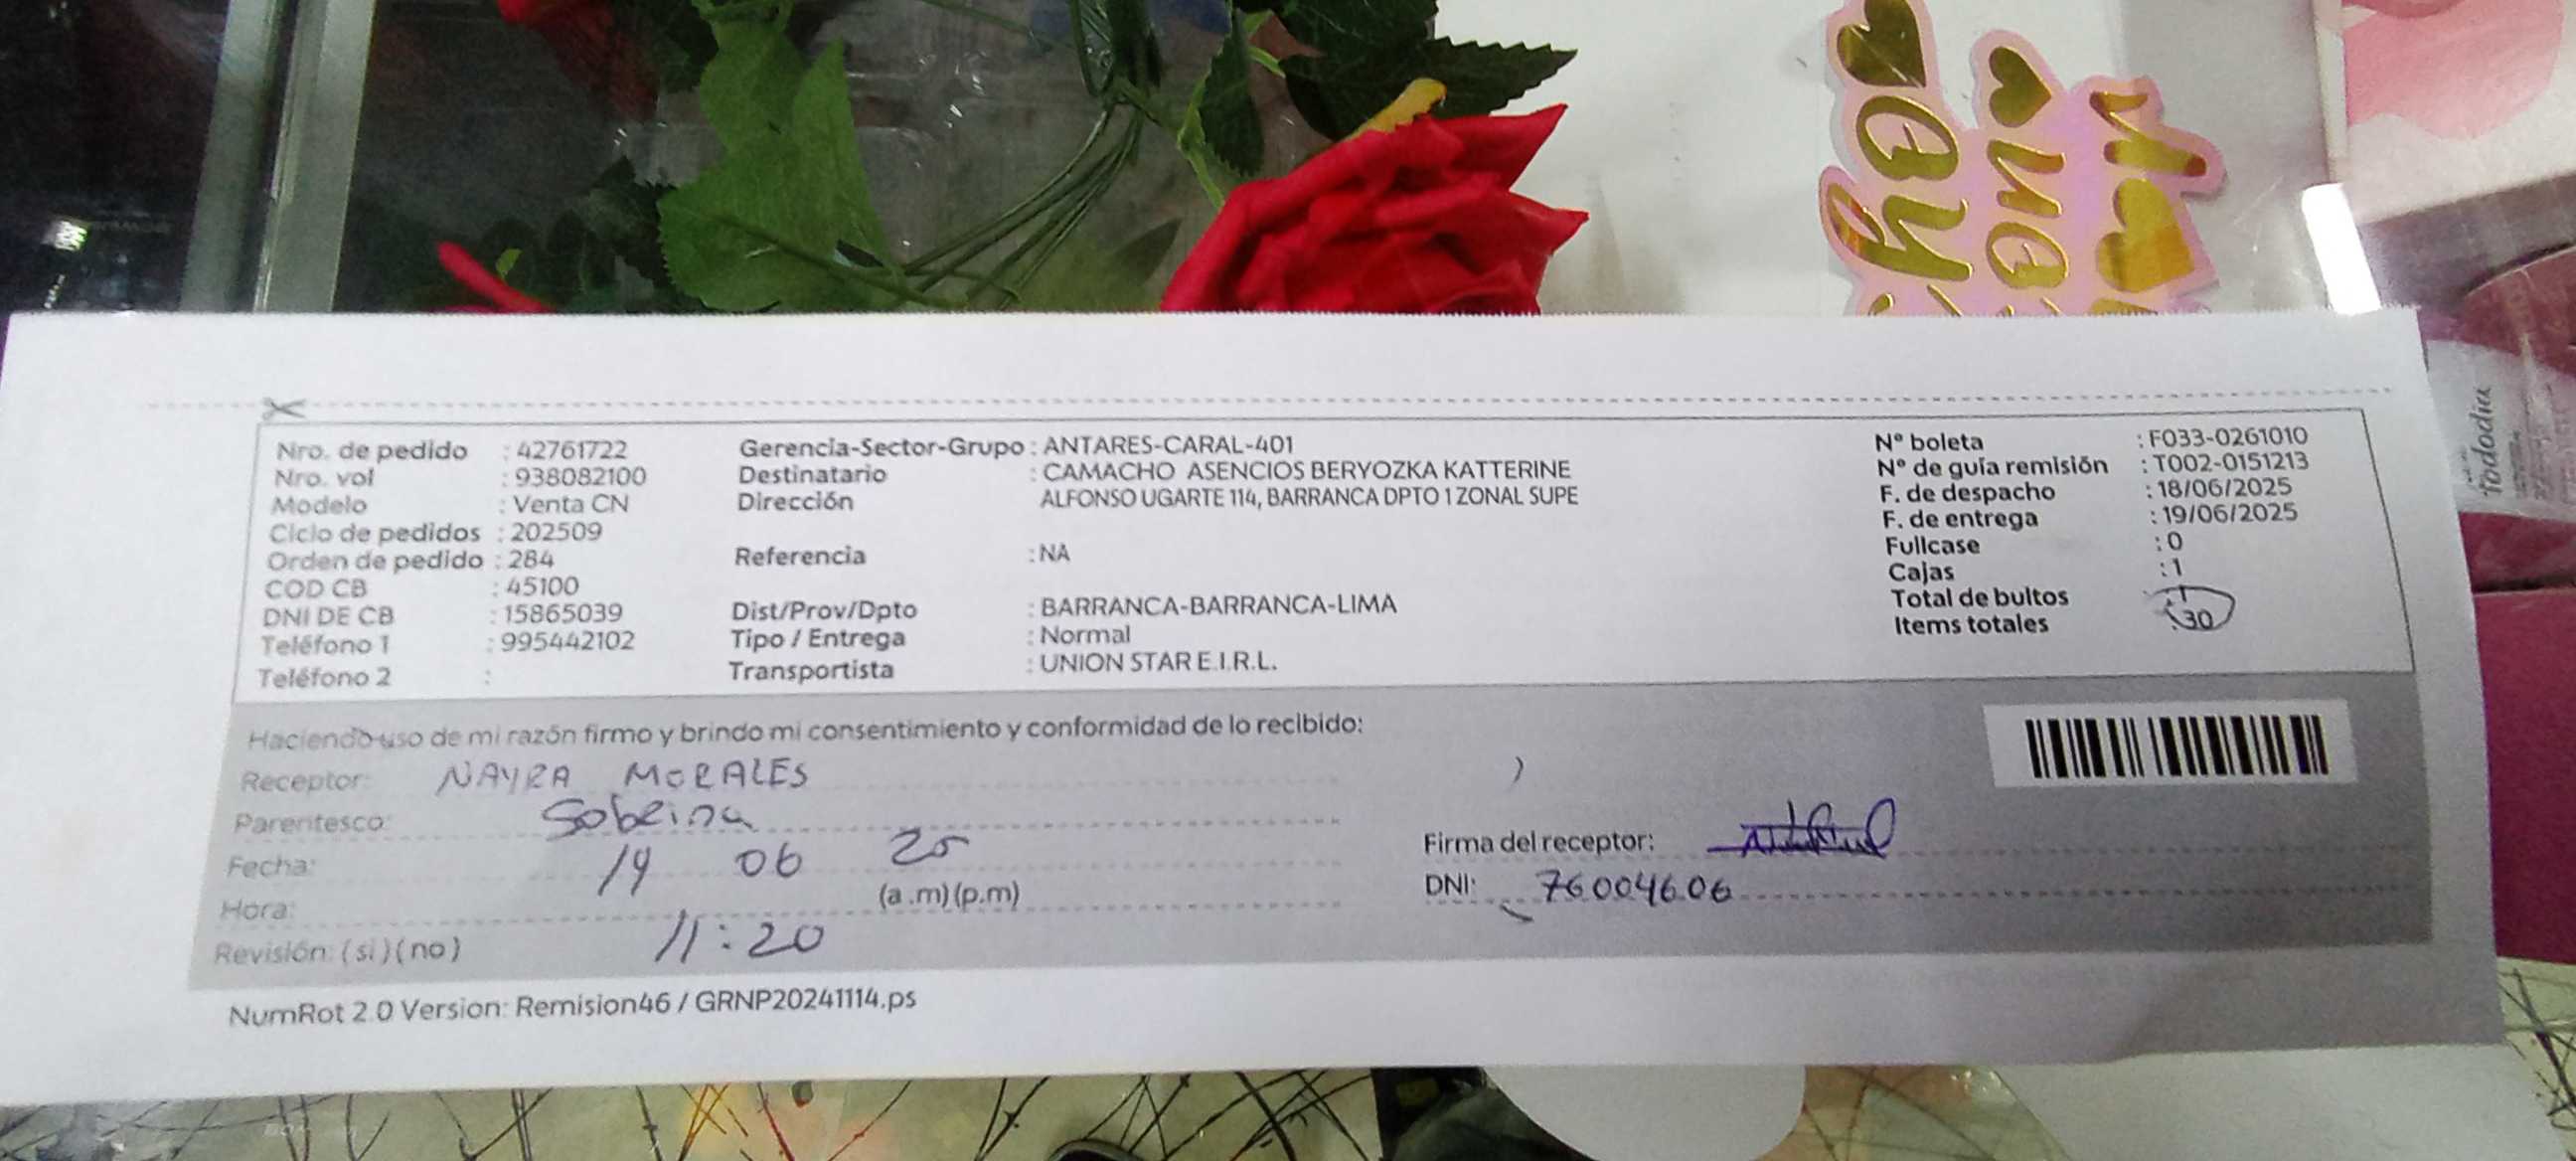 Nro. de pedido : 42761722
Nro. vol : 938082100
Modelo : Venta CN
Ciclo de pedidos : 202509
Orden de pedido : 284
COD CB : 45100
DNI DE CB : 15865039
Teléfono 1 : 995442102
Teléfono 2 :
Gerencia-Sector-Grupo : ANTARES-CARAL-401
Destinatario : CAMACHO ASENCIOS BERYOZKA KATTERINE
Dirección ALFONSO UGARTE 114, BARRANCA DPTO 1 ZONAL SUPE
Referencia : NA
Dist/Prov/Dpto : BARRANCA-BARRANCA-LIMA
Tipo / Entrega : Normal
Transportista : UNION STAR E.I.R.L.
Nº boleta : F033-0261010
Nº de guía remisión : T002-0151213
F. de despacho : 18/06/2025
F. de entrega : 19/06/2025
Fullcase : 0
Cajas : 1
Total de bultos : 1
Items totales : 30
Haciendo uso de mi razón firmo y brindo mi consentimiento y conformidad de lo recibido:
Receptor: NAYRA MORALES
Parentesco: Sobrina
Fecha: 19 06 25
Hora: (a.m)(p.m)
Revisión: (si)(no) 11:20
Firma del receptor:
DNI: 76004606
NumRot 2.0 Version: Remision46 / GRNP20241114.ps
Tododia